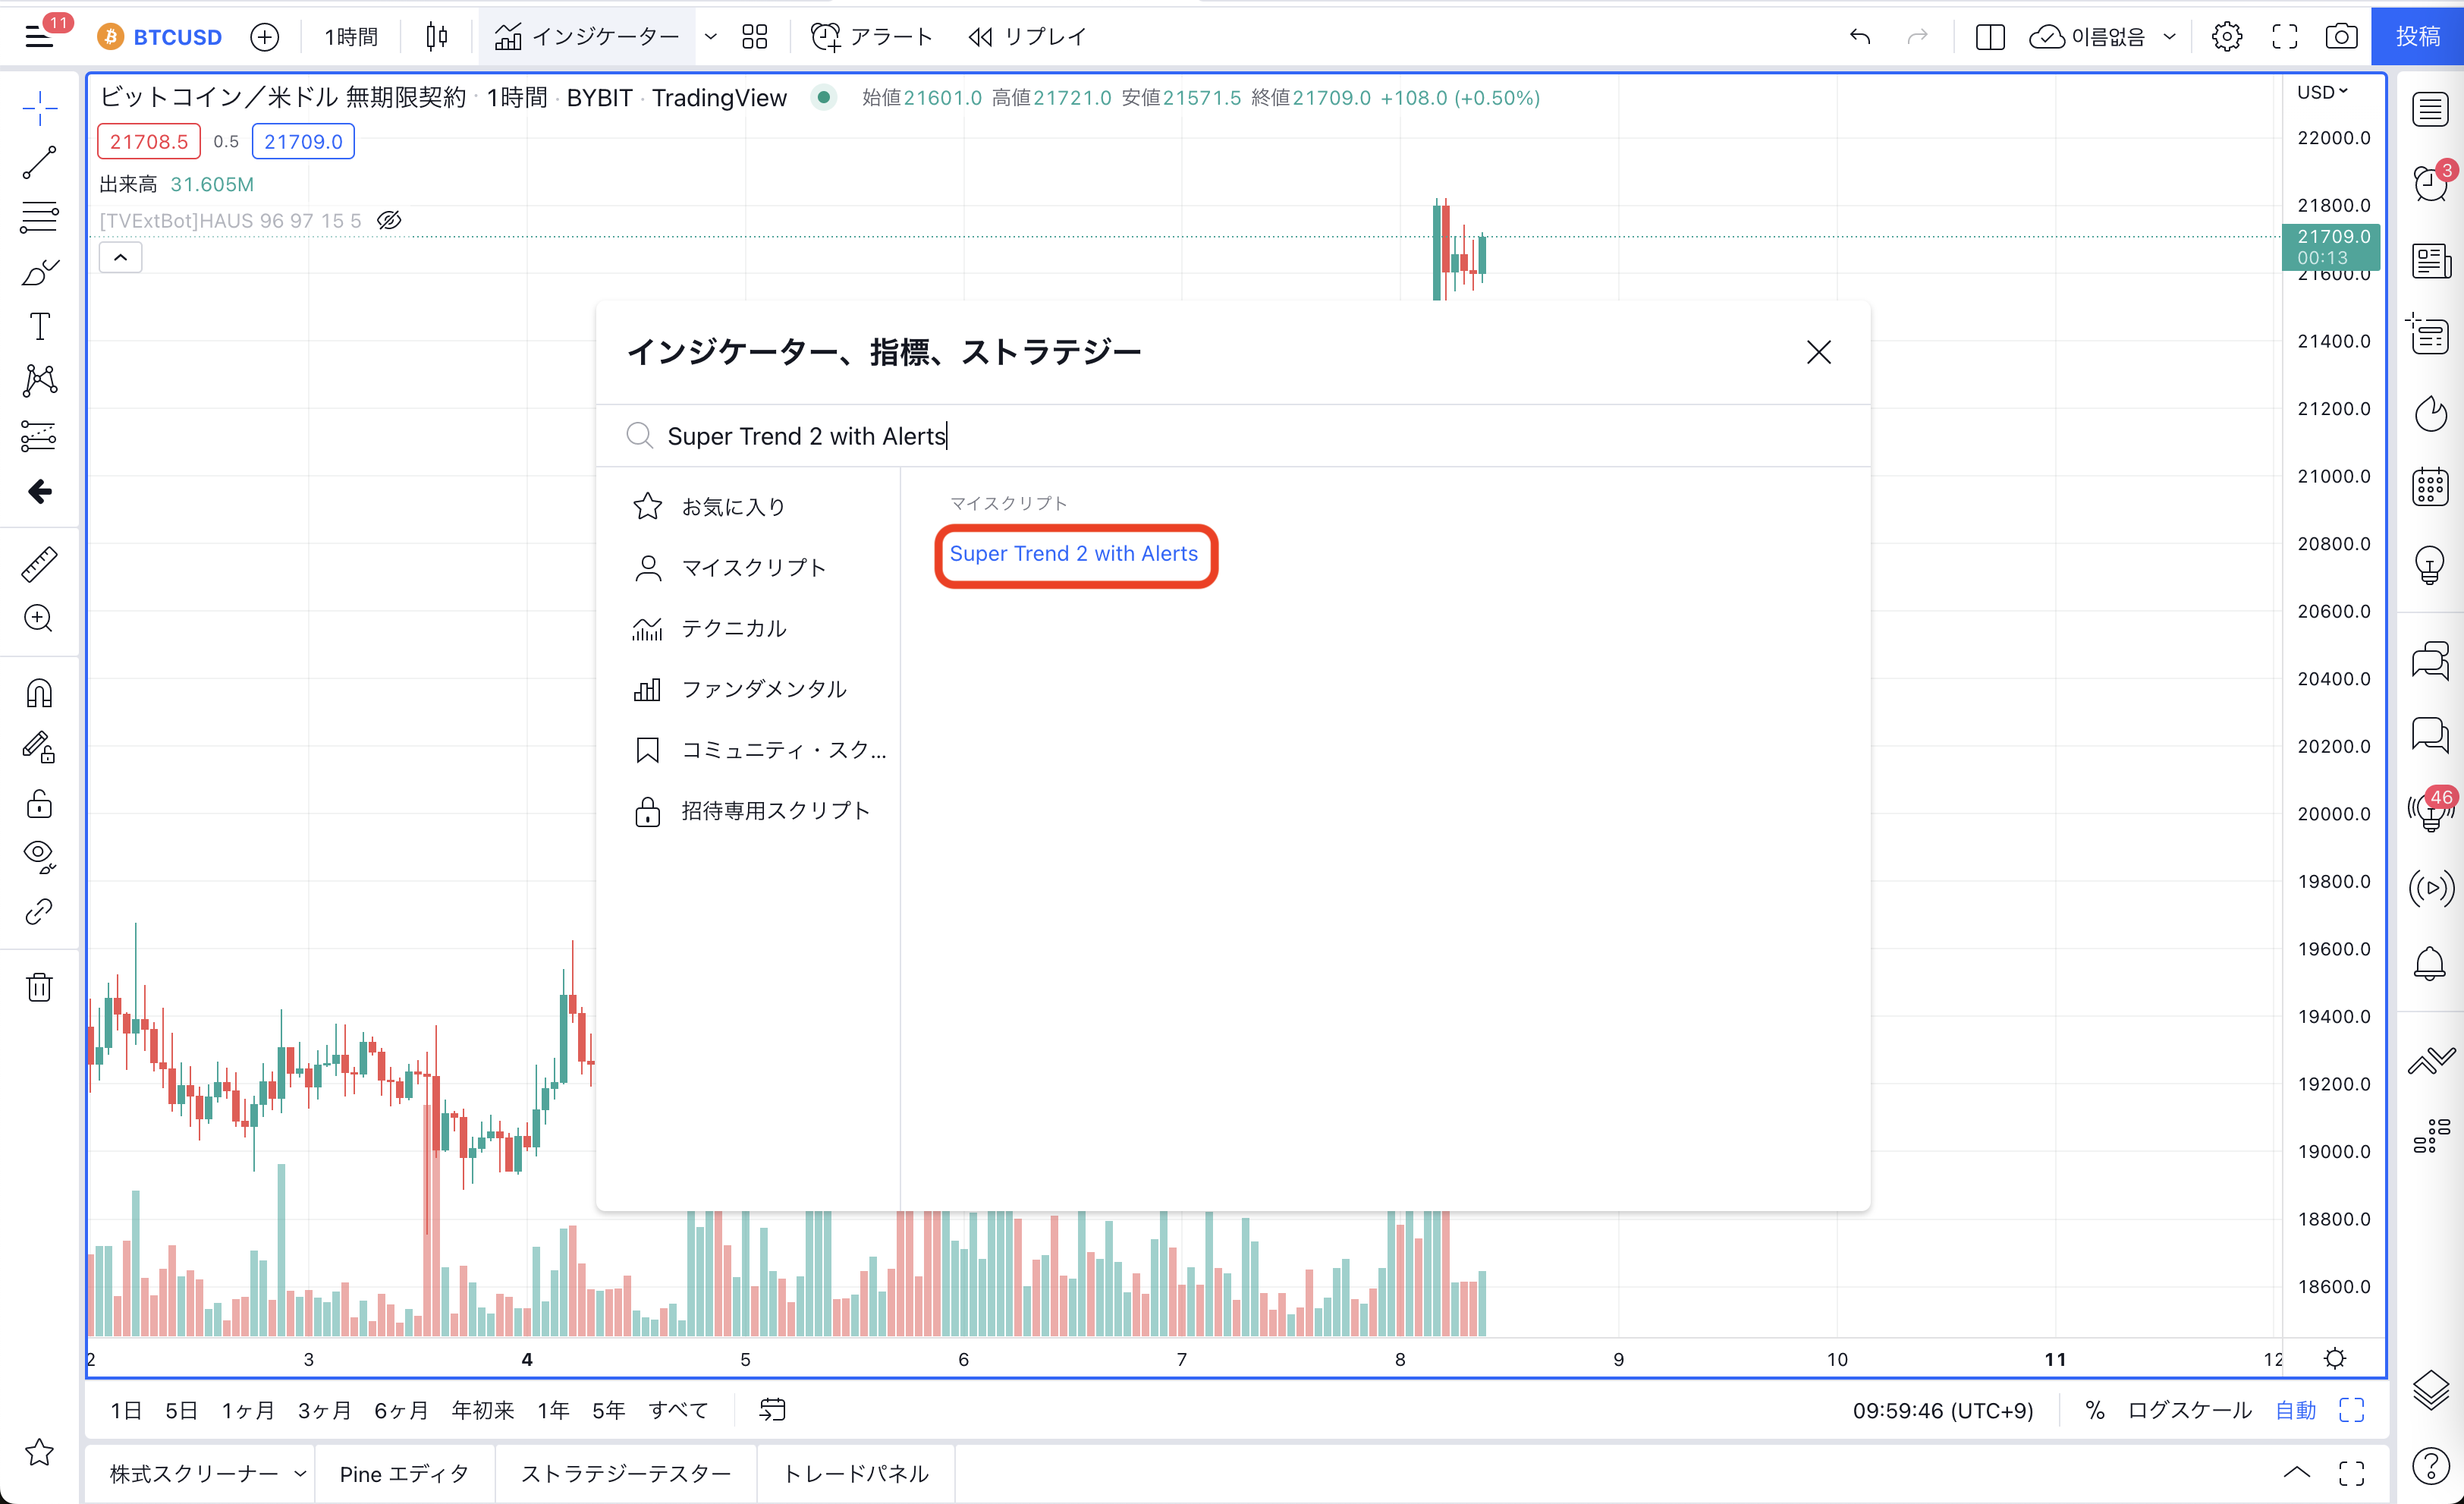 11
BTCUSD
1時間
インジケーター
アラート
リプレイ
이름없음
投稿
ビットコイン／米ドル 無期限契約 · 1時間 · BYBIT · TradingView
始値21601.0 高値21721.0 安値21571.5 終値21709.0 +108.0 (+0.50%)
USD
21708.5 0.5 21709.0
出来高 31.605M
[TVExtBot]HAUS 96 97 15 5
22000.0
21800.0
21709.0
00:13
21600.0
21400.0
21200.0
21000.0
20800.0
20600.0
20400.0
20200.0
20000.0
19800.0
19600.0
19400.0
19200.0
19000.0
18800.0
18600.0
3
46
インジケーター、指標、ストラテジー
Super Trend 2 with Alerts
お気に入り
マイスクリプト
テクニカル
ファンダメンタル
コミュニティ・スク...
招待専用スクリプト
マイスクリプト
Super Trend 2 with Alerts
2 3 4 5 6 7 8 9 10 11 12
1日 5日 1ヶ月 3ヶ月 6ヶ月 年初来 1年 5年 すべて
09:59:46 (UTC+9) % ログスケール 自動
株式スクリーナー Pine エディタ ストラテジーテスター トレードパネル